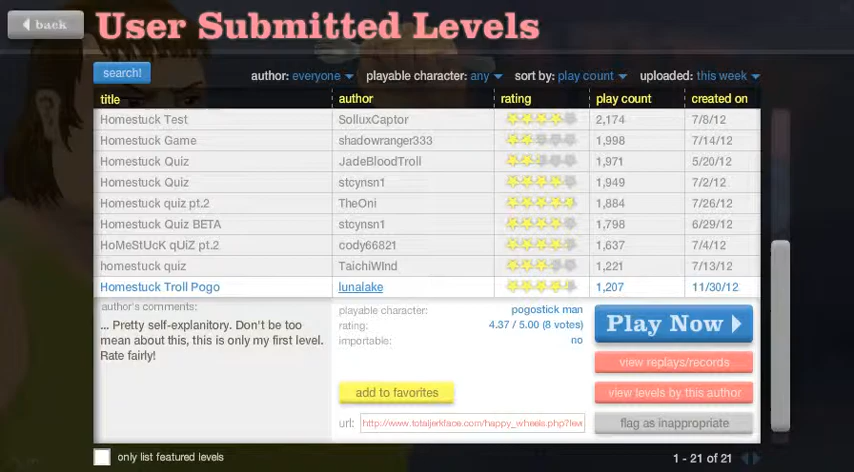 back
User Submitted Levels
search!
author: everyone playable character: any sort by: play count uploaded: this week
title author rating play count created on
Homestuck Test SolluxCaptor 2,174 7/8/12
Homestuck Game shadowranger333 1,998 7/14/12
Homestuck Quiz JadeBloodTroll 1,971 5/20/12
Homestuck Quiz stcynsn1 1,949 7/2/12
Homestuck quiz pt.2 TheOni 1,884 7/26/12
Homestuck Quiz BETA stcynsn1 1,798 6/29/12
HoMeStUcK qUiZ pt.2 cody66821 1,637 7/4/12
homestuck quiz TaichiWInd 1,221 7/13/12
Homestuck Troll Pogo lunalake 1,207 11/30/12
author's comments:
... Pretty self-explanitory. Don't be too
mean about this, this is only my first level.
Rate fairly!
playable character: pogostick man
rating: 4.37 / 5.00 (8 votes)
importable: no
add to favorites
url: http://www.totaljerkface.com/happy_wheels.php?lev
Play Now
view replays/records
view levels by this author
flag as inappropriate
only list featured levels
1 - 21 of 21